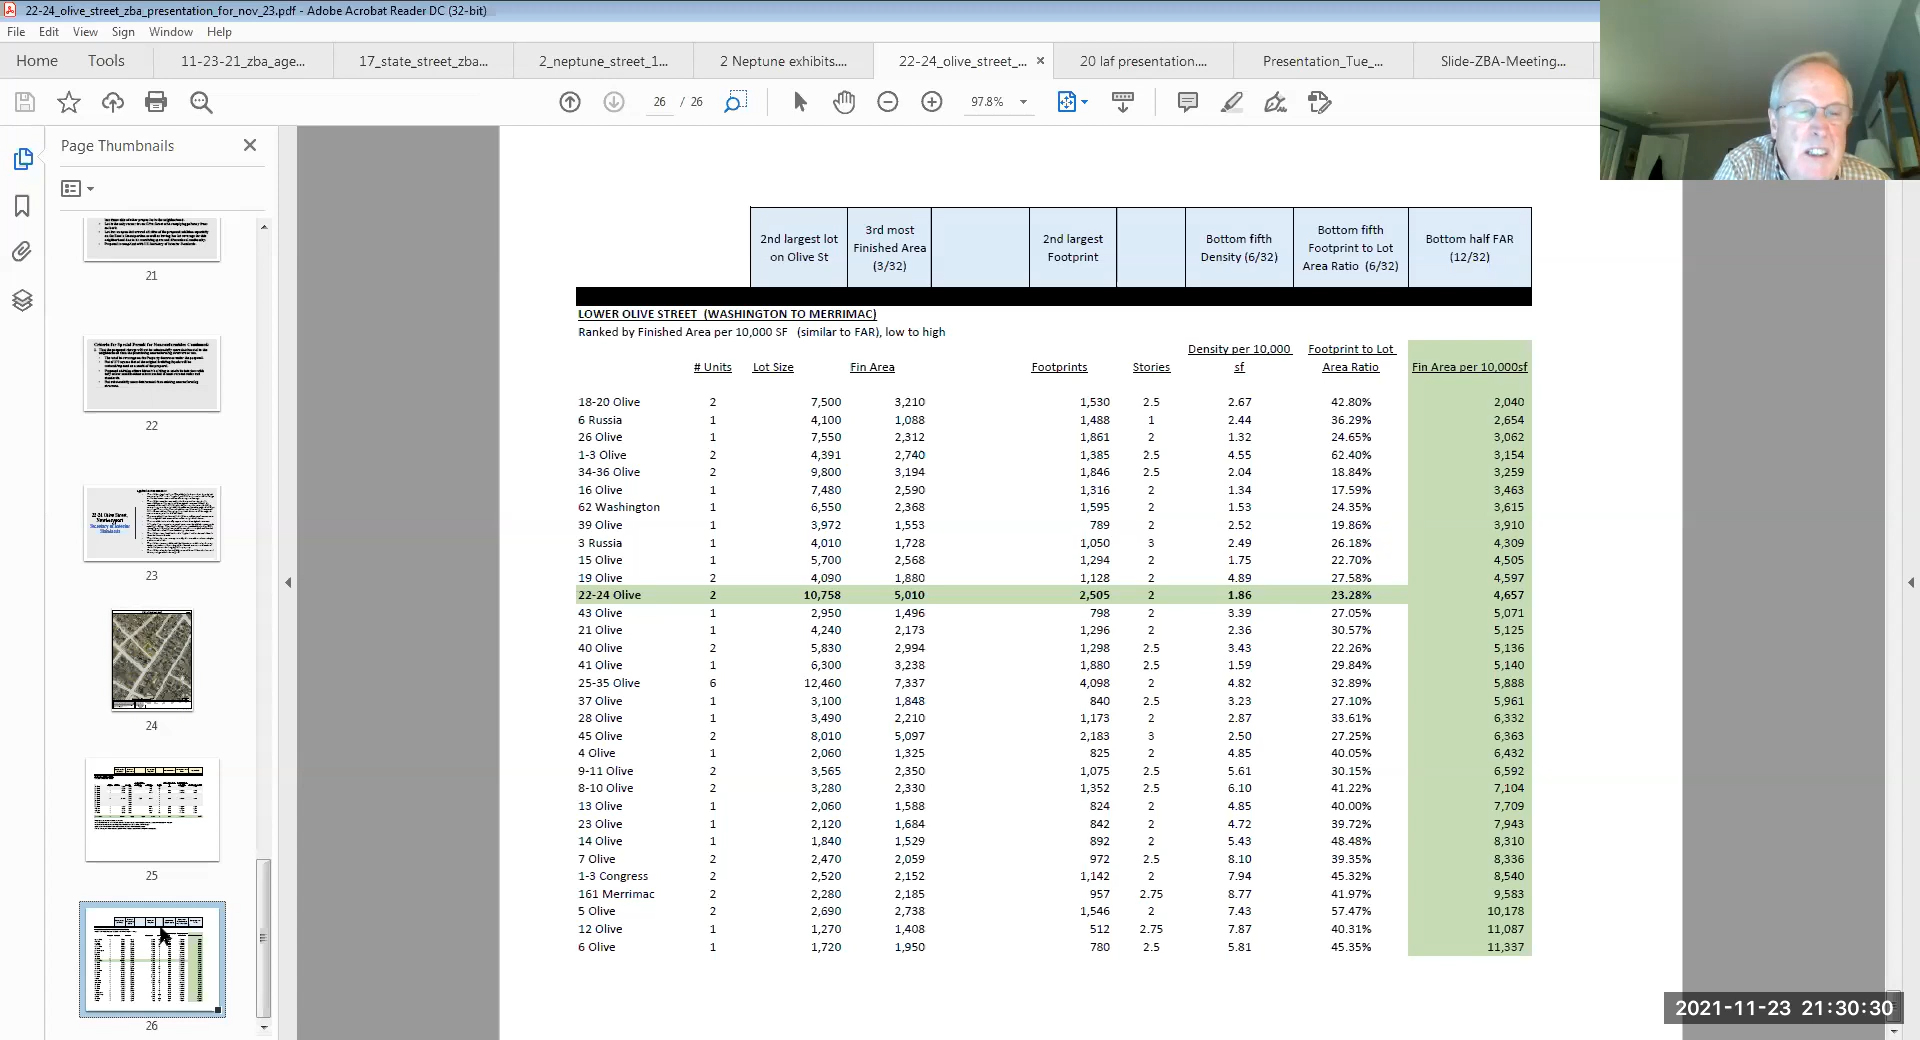 22-24_olive_street_zba_presentation_for_nov_23.pdf - Adobe Acrobat Reader DC (32-bit)
File Edit View Sign Window Help
Home Tools 11-23-21_zba_age... 17_state_street_zba... 2_neptune_street_1... 2 Neptune exhibits.... 22-24_olive_street_... × 20 laf presentation.... Presentation_Tue_... Slide-ZBA-Meeting...
26 / 26 97.8%
Page Thumbnails
21
22
23
24
25
26
2nd largest lot on Olive St
3rd most Finished Area (3/32)
2nd largest Footprint
Bottom fifth Density (6/32)
Bottom fifth Footprint to Lot Area Ratio (6/32)
Bottom half FAR (12/32)
LOWER OLIVE STREET (WASHINGTON TO MERRIMAC)
Ranked by Finished Area per 10,000 SF (similar to FAR), low to high
# Units Lot Size Fin Area Footprints Stories Density per 10,000 sf Footprint to Lot Area Ratio Fin Area per 10,000sf
18-20 Olive 2 7,500 3,210 1,530 2.5 2.67 42.80% 2,040
6 Russia 1 4,100 1,088 1,488 1 2.44 36.29% 2,654
26 Olive 1 7,550 2,312 1,861 2 1.32 24.65% 3,062
1-3 Olive 2 4,391 2,740 1,385 2.5 4.55 62.40% 3,154
34-36 Olive 2 9,800 3,194 1,846 2.5 2.04 18.84% 3,259
16 Olive 1 7,480 2,590 1,316 2 1.34 17.59% 3,463
62 Washington 1 6,550 2,368 1,595 2 1.53 24.35% 3,615
39 Olive 1 3,972 1,553 789 2 2.52 19.86% 3,910
3 Russia 1 4,010 1,728 1,050 3 2.49 26.18% 4,309
15 Olive 1 5,700 2,568 1,294 2 1.75 22.70% 4,505
19 Olive 2 4,090 1,880 1,128 2 4.89 27.58% 4,597
22-24 Olive 2 10,758 5,010 2,505 2 1.86 23.28% 4,657
43 Olive 1 2,950 1,496 798 2 3.39 27.05% 5,071
21 Olive 1 4,240 2,173 1,296 2 2.36 30.57% 5,125
40 Olive 2 5,830 2,994 1,298 2.5 3.43 22.26% 5,136
41 Olive 1 6,300 3,238 1,880 2.5 1.59 29.84% 5,140
25-35 Olive 6 12,460 7,337 4,098 2 4.82 32.89% 5,888
37 Olive 1 3,100 1,848 840 2.5 3.23 27.10% 5,961
28 Olive 1 3,490 2,210 1,173 2 2.87 33.61% 6,332
45 Olive 2 8,010 5,097 2,183 3 2.50 27.25% 6,363
4 Olive 1 2,060 1,325 825 2 4.85 40.05% 6,432
9-11 Olive 2 3,565 2,350 1,075 2.5 5.61 30.15% 6,592
8-10 Olive 2 3,280 2,330 1,352 2.5 6.10 41.22% 7,104
13 Olive 1 2,060 1,588 824 2 4.85 40.00% 7,709
23 Olive 1 2,120 1,684 842 2 4.72 39.72% 7,943
14 Olive 1 1,840 1,529 892 2 5.43 48.48% 8,310
7 Olive 2 2,470 2,059 972 2.5 8.10 39.35% 8,336
1-3 Congress 2 2,520 2,152 1,142 2 7.94 45.32% 8,540
161 Merrimac 2 2,280 2,185 957 2.75 8.77 41.97% 9,583
5 Olive 2 2,690 2,738 1,546 2 7.43 57.47% 10,178
12 Olive 1 1,270 1,408 512 2.75 7.87 40.31% 11,087
6 Olive 1 1,720 1,950 780 2.5 5.81 45.35% 11,337
2021-11-23 21:30:30